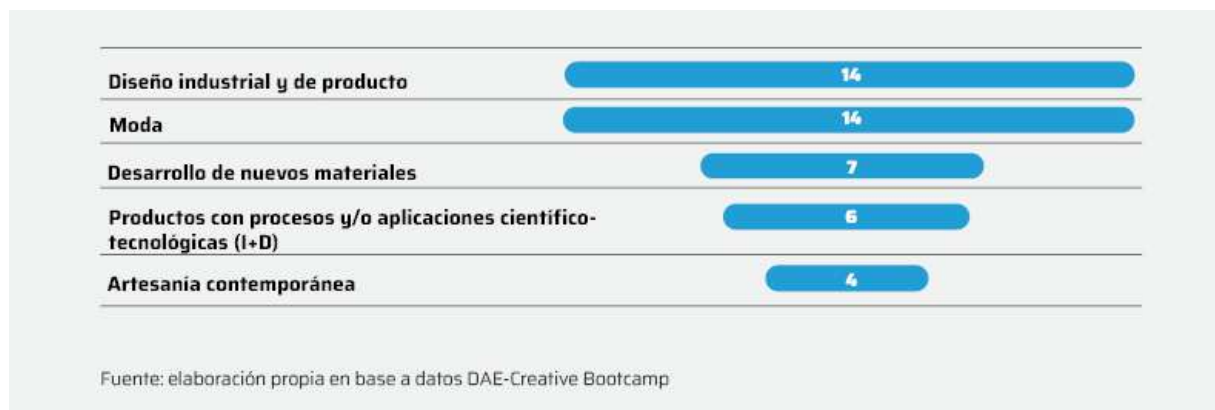 Diseño industrial y de producto 14
Moda 14
Desarrollo de nuevos materiales 7
Productos con procesos y/o aplicaciones científico-
tecnológicas (I+D) 6
Artesanía contemporánea 4
Fuente: elaboración propia en base a datos DAE-Creative Bootcamp